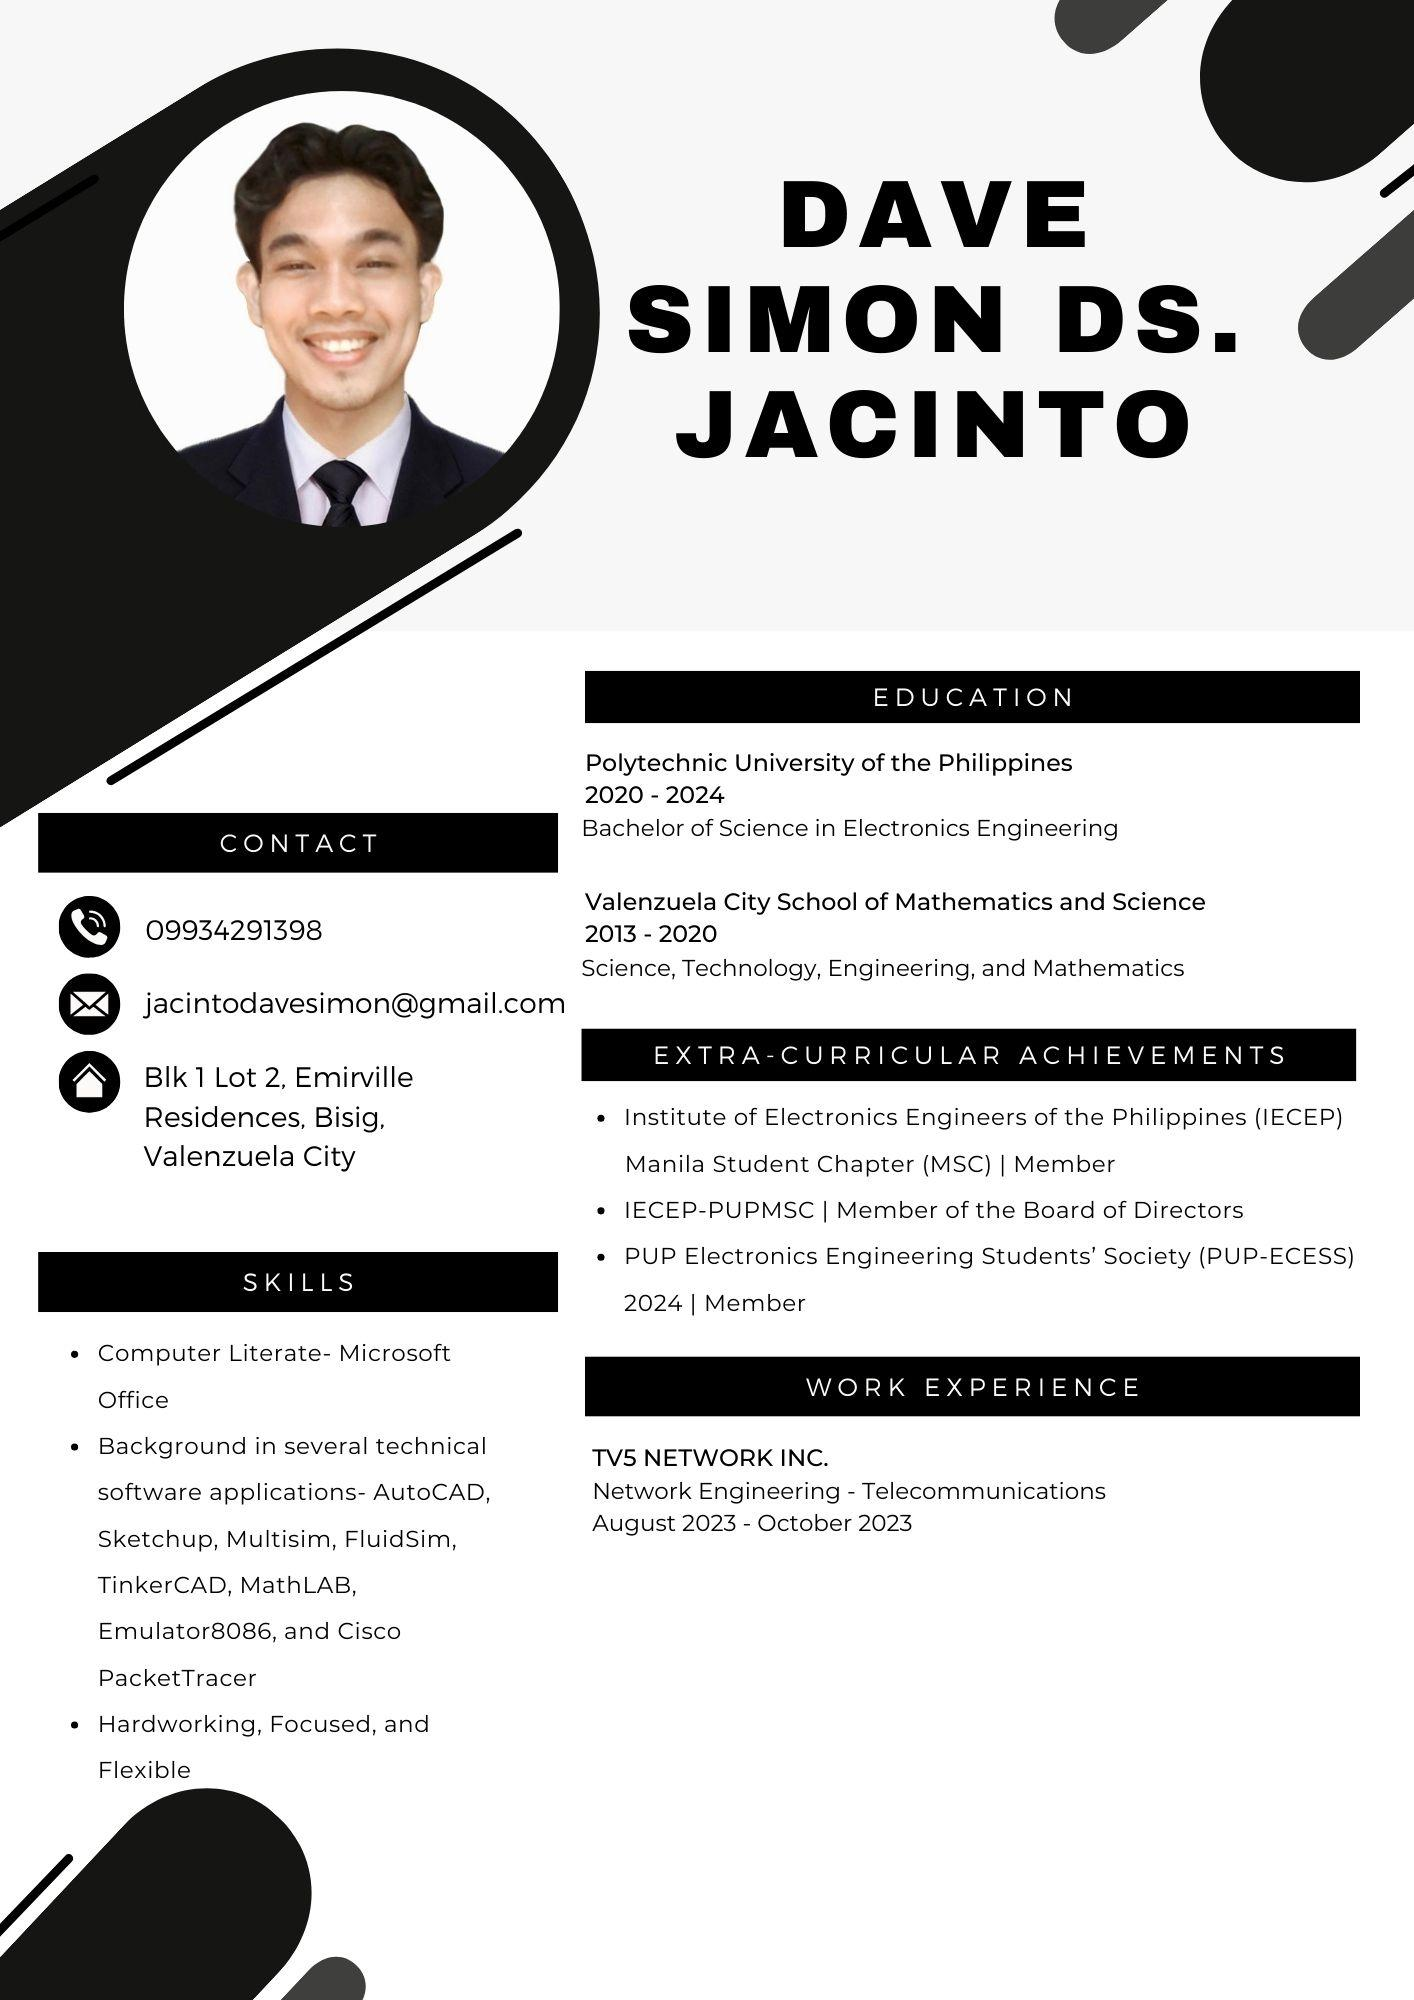 DAVE
SIMON DS.
JACINTO
CONTACT
09934291398
jacintodavesimon@gmail.com
Blk 1 Lot 2, Emirville
Residences, Bisig,
Valenzuela City
SKILLS
• Computer Literate- Microsoft
Office
• Background in several technical
software applications- AutoCAD,
Sketchup, Multisim, FluidSim,
TinkerCAD, MathLAB,
Emulator8086, and Cisco
PacketTracer
• Hardworking, Focused, and
Flexible
EDUCATION
Polytechnic University of the Philippines
2020 - 2024
Bachelor of Science in Electronics Engineering
Valenzuela City School of Mathematics and Science
2013 - 2020
Science, Technology, Engineering, and Mathematics
EXTRA-CURRICULAR ACHIEVEMENTS
• Institute of Electronics Engineers of the Philippines (IECEP)
Manila Student Chapter (MSC) | Member
• IECEP-PUPMSC | Member of the Board of Directors
• PUP Electronics Engineering Students’ Society (PUP-ECESS)
2024 | Member
WORK EXPERIENCE
TV5 NETWORK INC.
Network Engineering - Telecommunications
August 2023 - October 2023